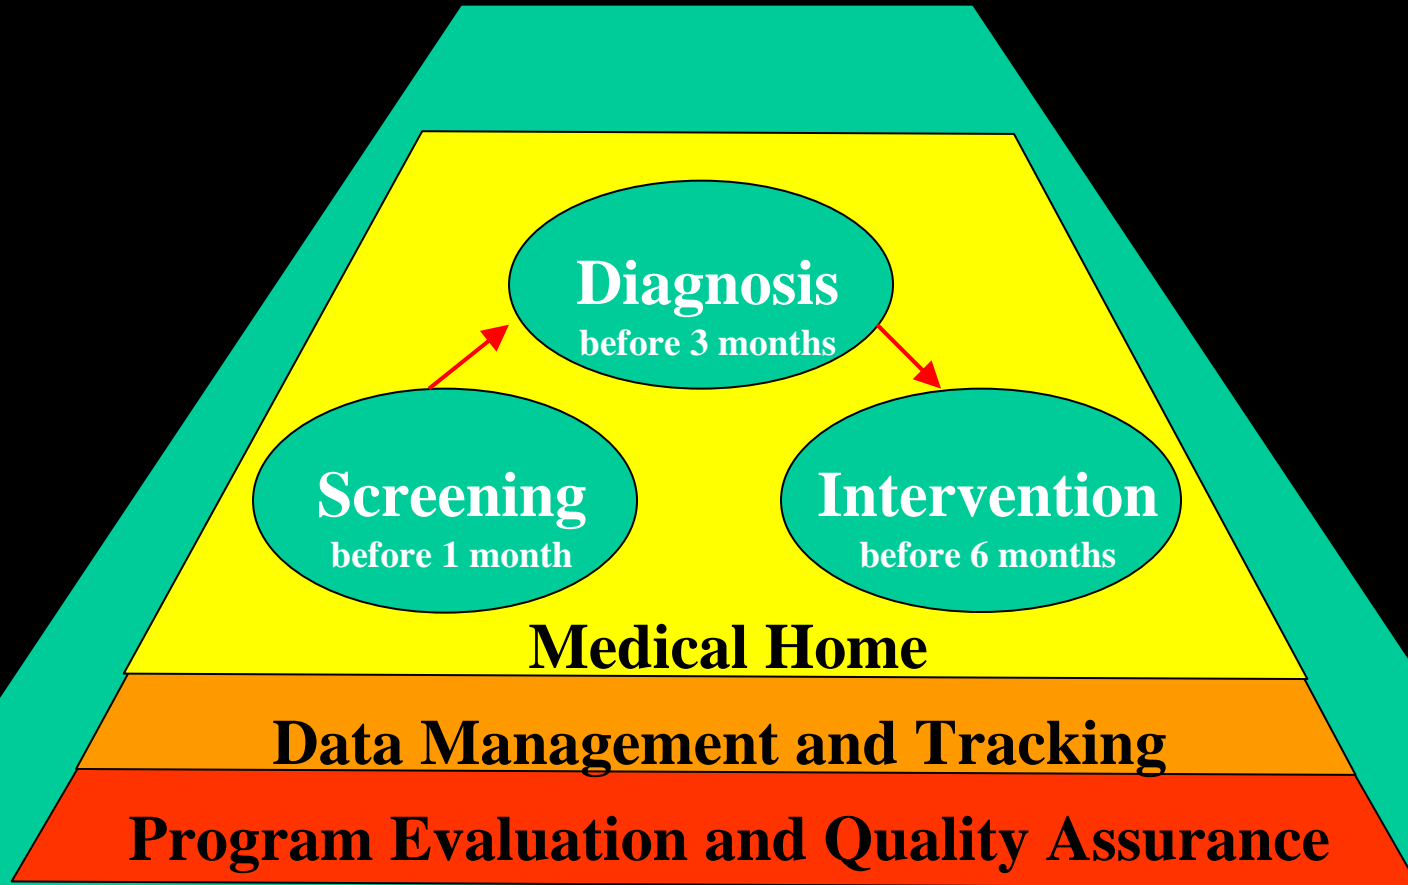 Diagnosis
before 3 months
Screening
before 1 month
Intervention
before 6 months
Medical Home
Data Management and Tracking
Program Evaluation and Quality Assurance